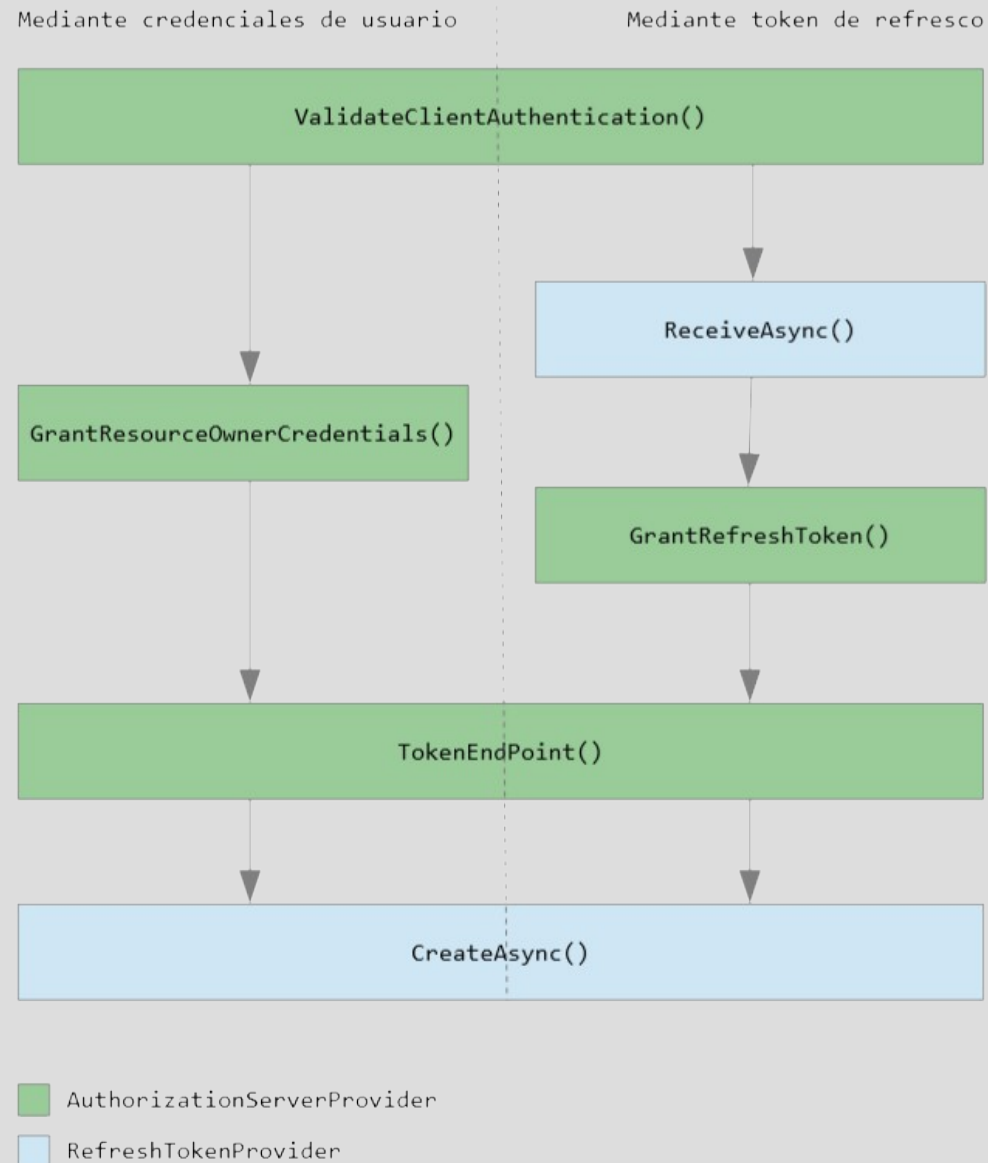 Mediante credenciales de usuario
Mediante token de refresco
ValidateClientAuthentication()
ReceiveAsync()
GrantResourceOwnerCredentials()
GrantRefreshToken()
TokenEndPoint()
CreateAsync()
AuthorizationServerProvider
RefreshTokenProvider